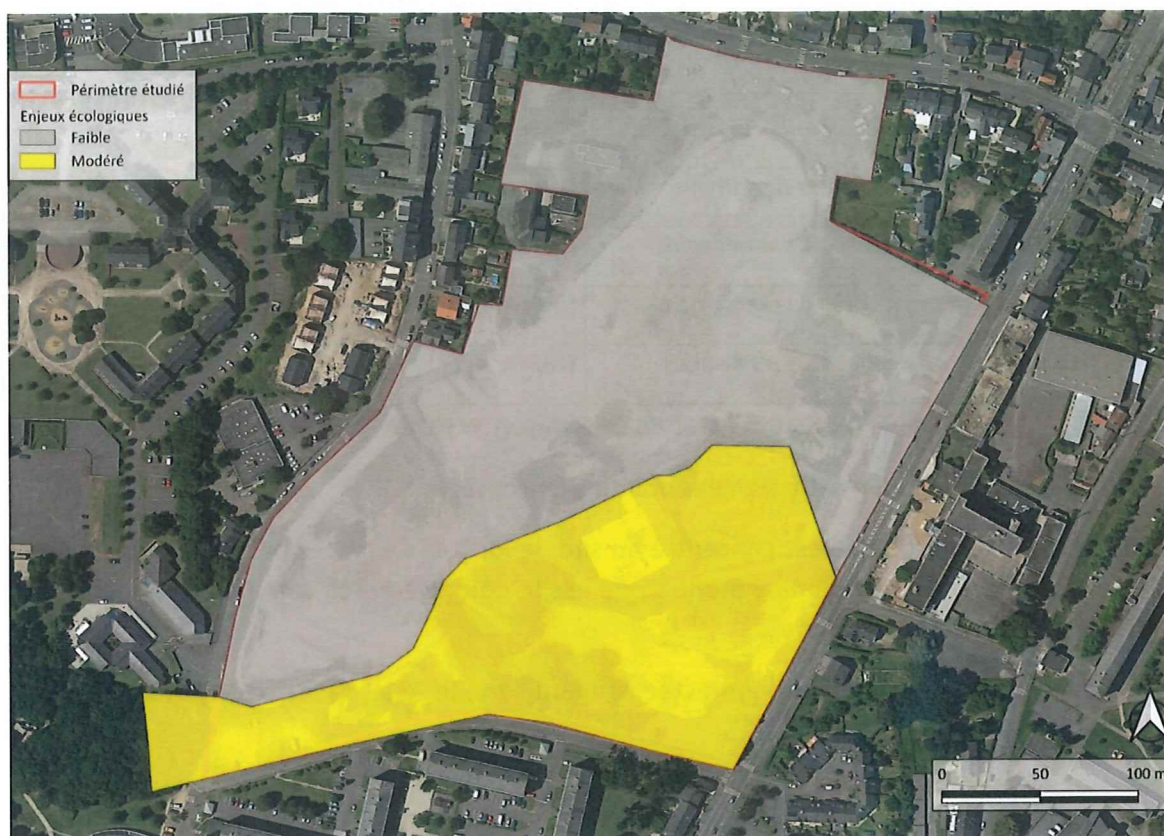 Périmètre étudié
Enjeux écologiques
Faible
Modéré
0 50 100 m